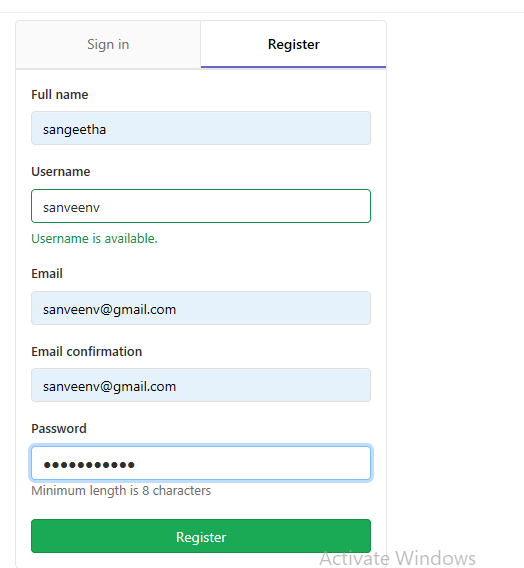 Sign in
Register
Full name
sangeetha
Username
sanveenv
Username is available.
Email
sanveenv@gmail.com
Email confirmation
sanveenv@gmail.com
Password
●●●●●●●●●●●
Minimum length is 8 characters
Register
Activate Windows